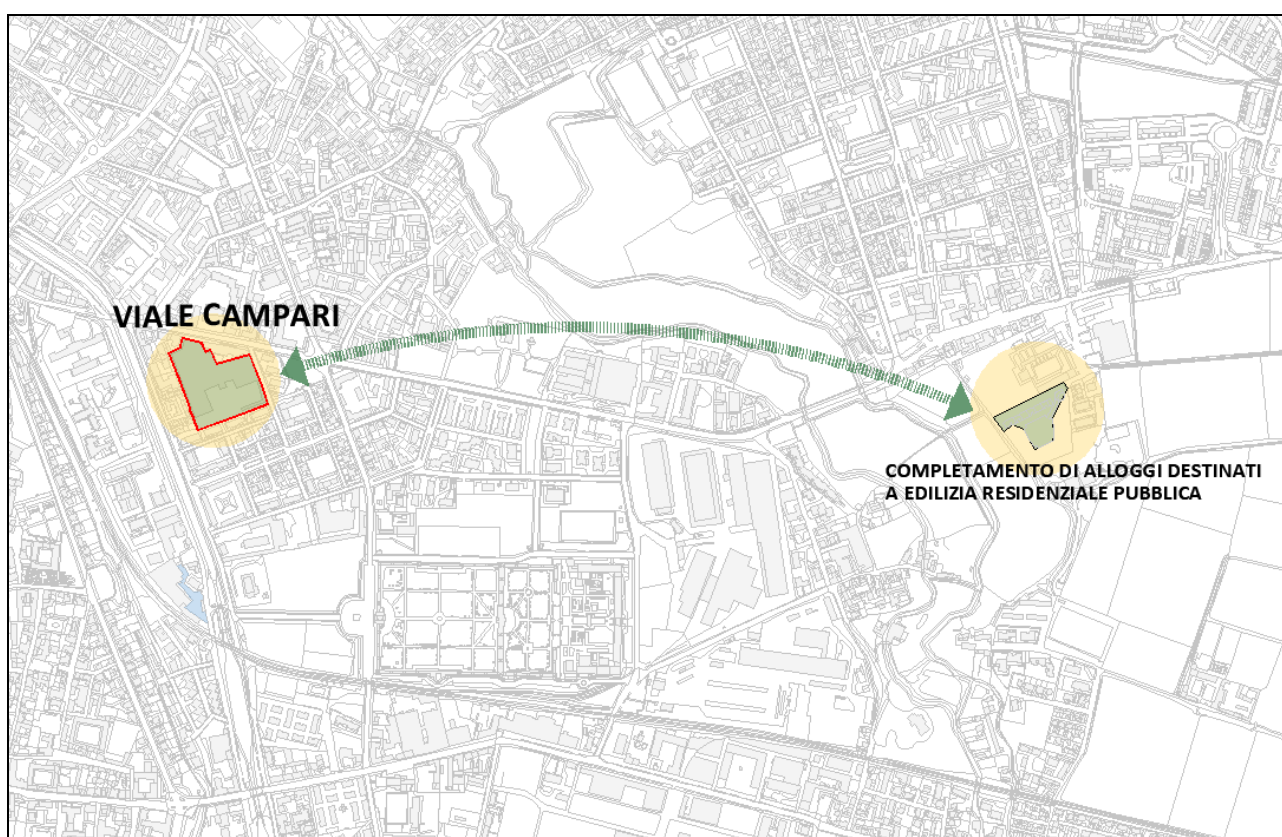 VIALE CAMPARI
COMPLETAMENTO DI ALLOGGI DESTINATI
A EDILIZIA RESIDENZIALE PUBBLICA